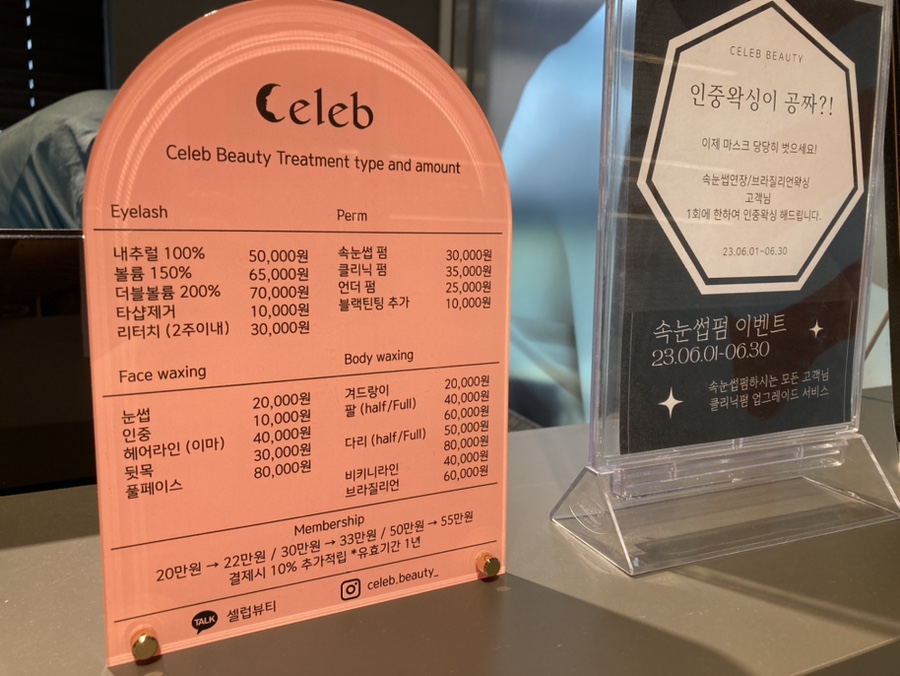 Celeb
Celeb Beauty Treatment type and amount
Eyelash
내추럴 100% 50,000원
볼륨 150% 65,000원
더블볼륨 200% 70,000원
타샵제거 10,000원
리터치 (2주이내) 30,000원
Perm
속눈썹 펌 30,000원
클리닉 펌 35,000원
언더 펌 25,000원
블랙틴팅 추가 10,000원
Face waxing
눈썹 20,000원
인중 10,000원
헤어라인 (이마) 40,000원
뒷목 30,000원
풀페이스 80,000원
Body waxing
겨드랑이 20,000원
팔 (half/Full) 40,000원
60,000원
다리 (half/Full) 50,000원
80,000원
비키니라인 40,000원
브라질리언 60,000원
Membership
20만원 → 22만원 / 30만원 → 33만원 / 50만원 → 55만원
결제시 10% 추가적립 *유효기간 1년
TALK 셀럽뷰티
celeb.beauty_
CELEB BEAUTY
인중왁싱이 공짜?!
이제 마스크 당당히 벗으세요!
속눈썹연장/브라질리언왁싱
고객님
1회에 한하여 인중왁싱 해드립니다.
23.06.01~06.30
속눈썹펌 이벤트
23.06.01-06.30
속눈썹펌하시는 모든 고객님
클리닉펌 업그레이드 서비스